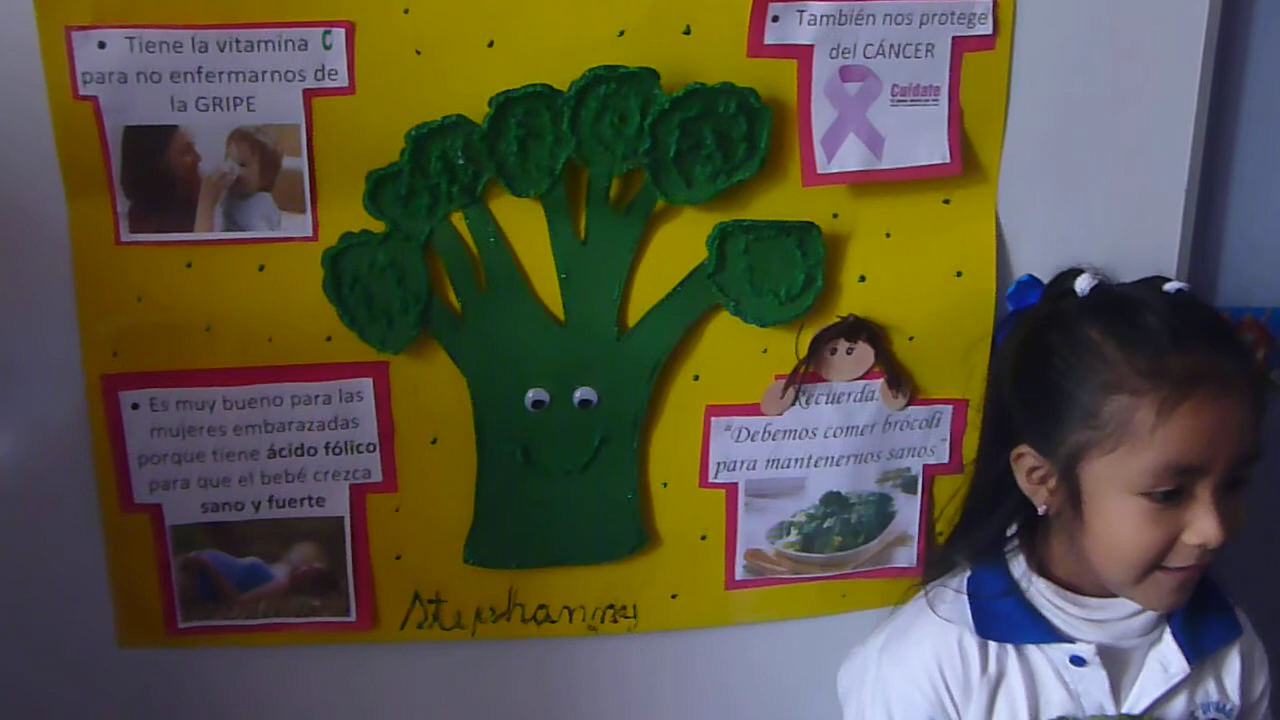 • Tiene la vitamina C
para no enfermarnos de
la GRIPE
• También nos protege
del CÁNCER
Cuídate
• Es muy bueno para las
mujeres embarazadas
porque tiene ácido fólico
para que el bebé crezca
sano y fuerte
Recuerda:
"Debemos comer brócoli
para mantenernos sanos"
Stephanny